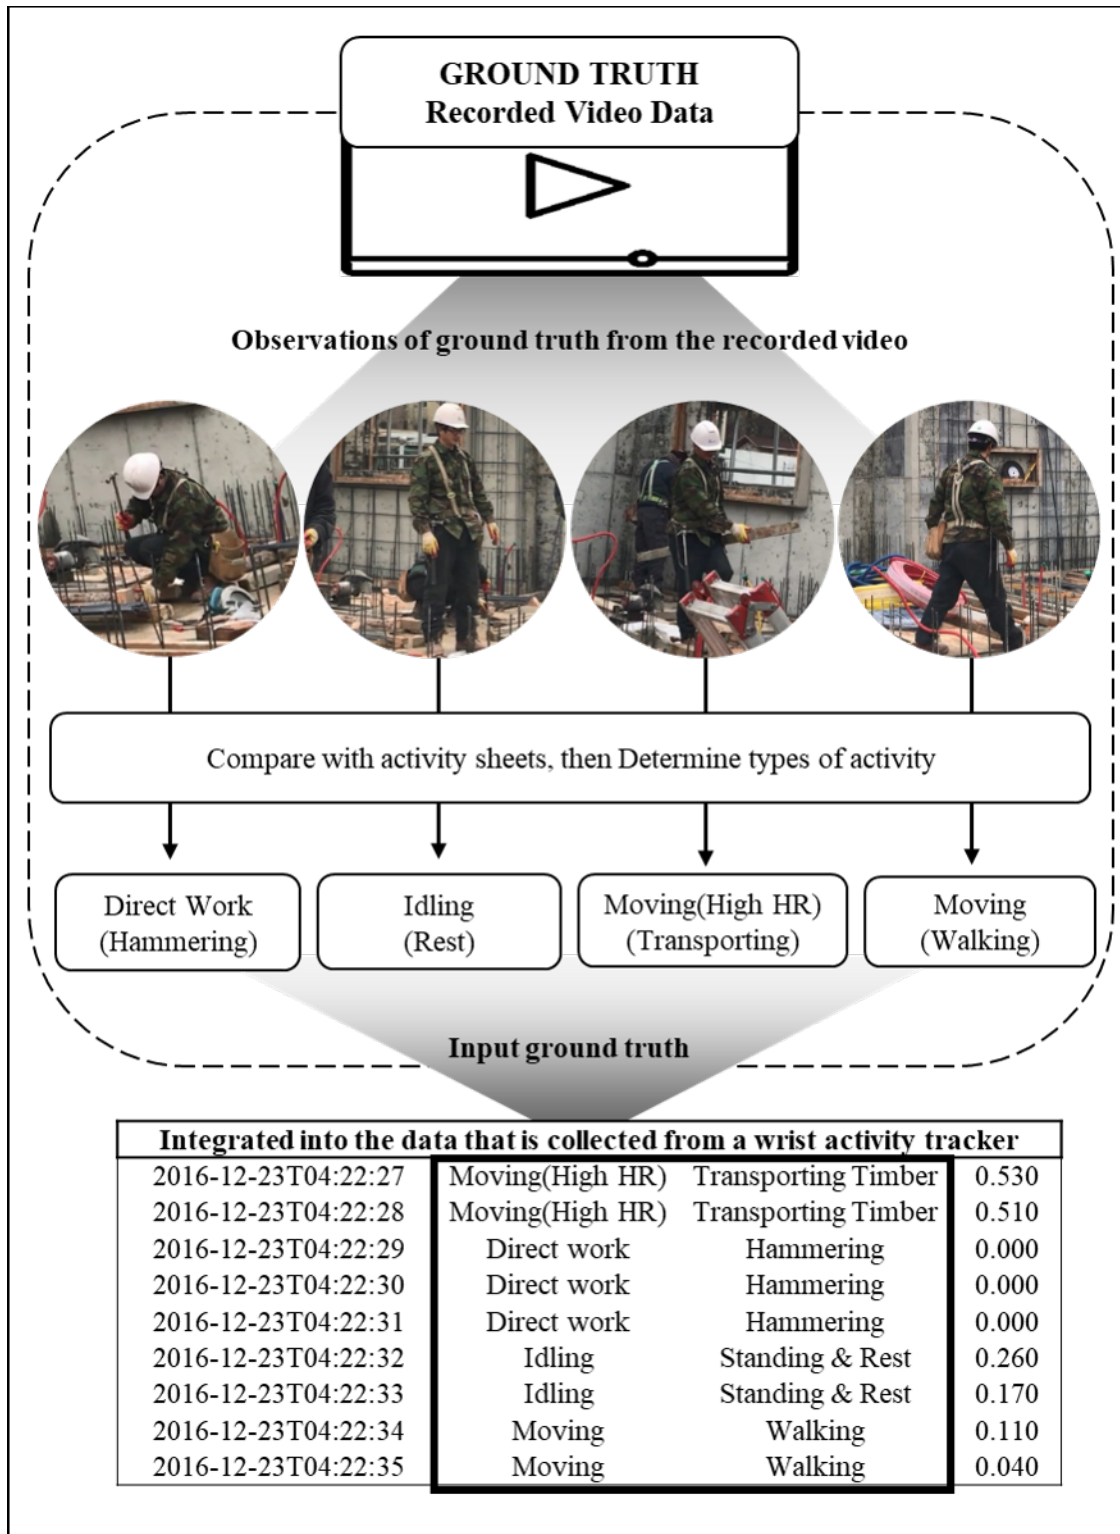 GROUND TRUTH
Recorded Video Data
Observations of ground truth from the recorded video
Compare with activity sheets, then Determine types of activity
Direct Work
(Hammering)
Idling
(Rest)
Moving(High HR)
(Transporting)
Moving
(Walking)
Input ground truth
Integrated into the data that is collected from a wrist activity tracker
2016-12-23T04:22:27 Moving(High HR) Transporting Timber 0.530
2016-12-23T04:22:28 Moving(High HR) Transporting Timber 0.510
2016-12-23T04:22:29 Direct work Hammering 0.000
2016-12-23T04:22:30 Direct work Hammering 0.000
2016-12-23T04:22:31 Direct work Hammering 0.000
2016-12-23T04:22:32 Idling Standing & Rest 0.260
2016-12-23T04:22:33 Idling Standing & Rest 0.170
2016-12-23T04:22:34 Moving Walking 0.110
2016-12-23T04:22:35 Moving Walking 0.040